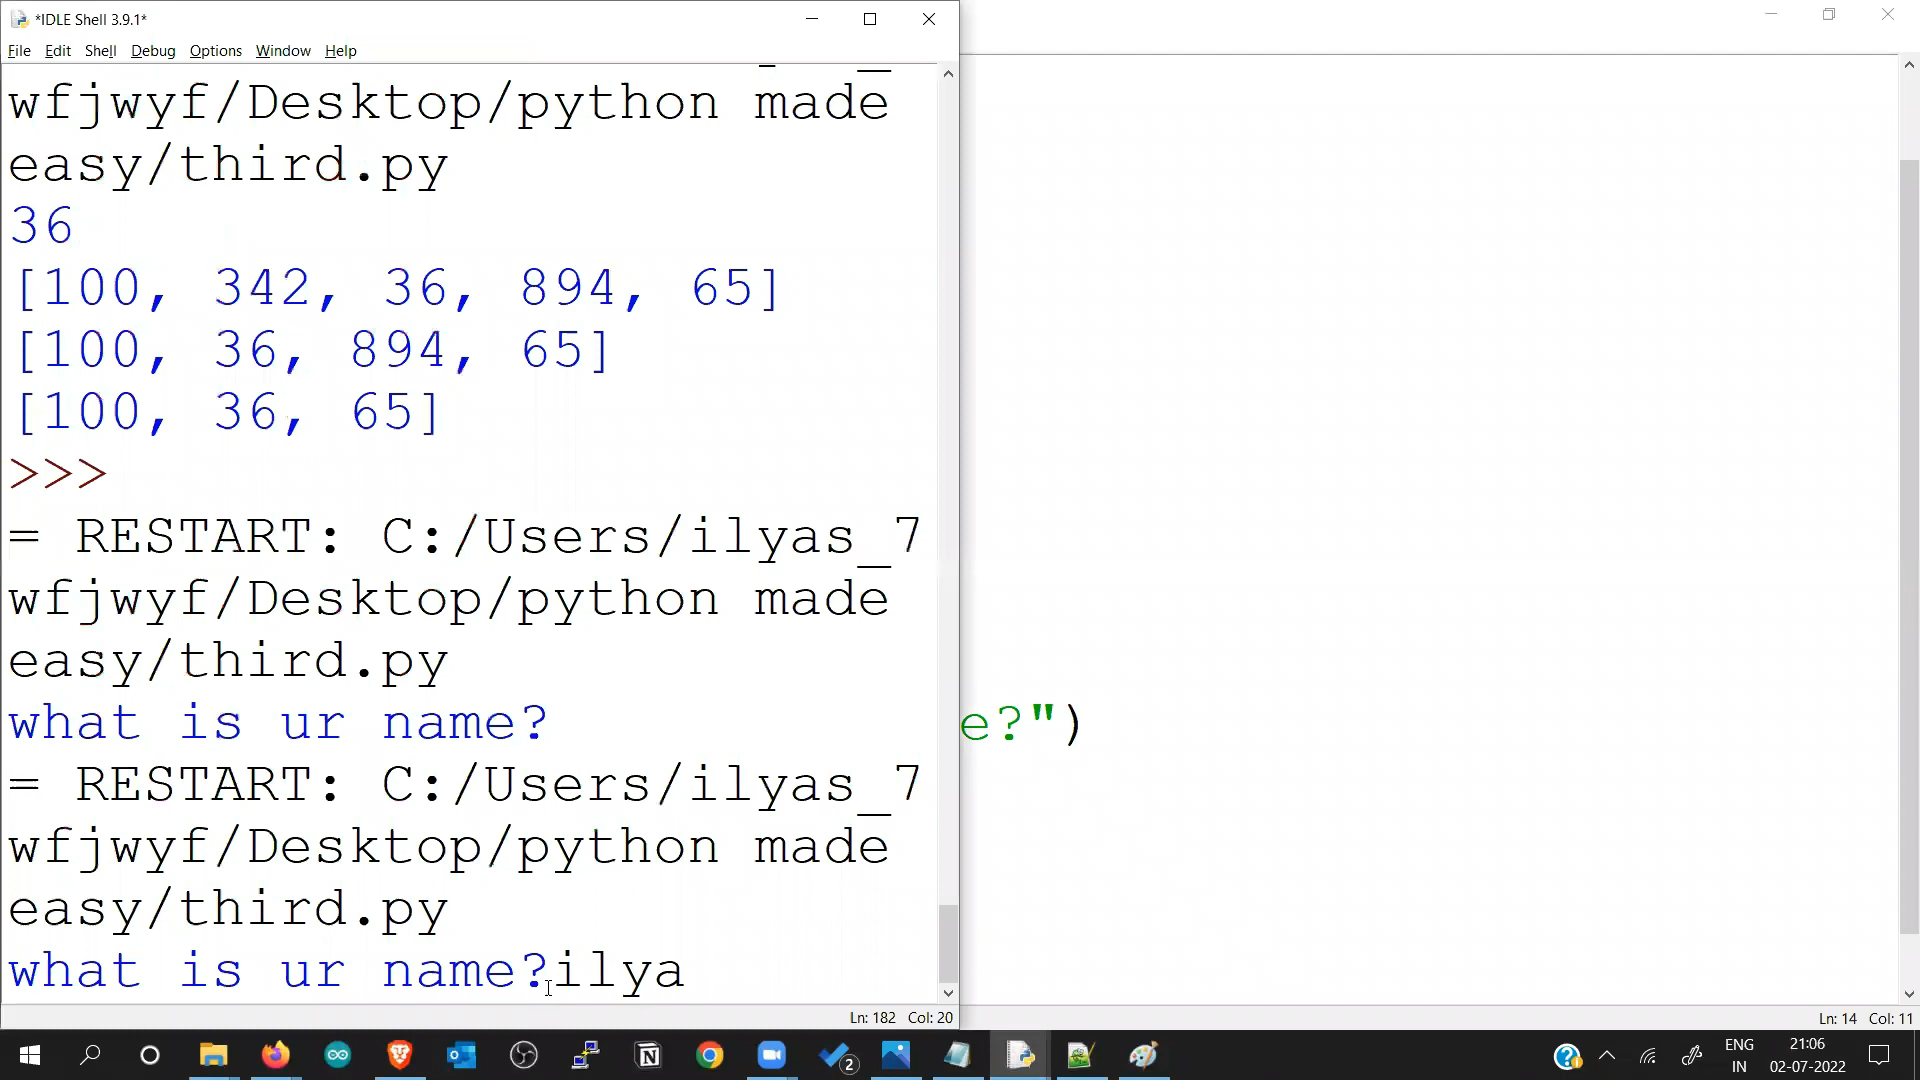 *IDLE Shell 3.9.1*
File Edit Shell Debug Options Window Help
wfjwyf/Desktop/python made
easy/third.py
36
[100, 342, 36, 894, 65]
[100, 36, 894, 65]
[100, 36, 65]
>>>
= RESTART: C:/Users/ilyas_7
wfjwyf/Desktop/python made
easy/third.py
what is ur name?
= RESTART: C:/Users/ilyas_7
wfjwyf/Desktop/python made
easy/third.py
what is ur name?ilya
Ln: 182 Col: 20
e?")
Ln: 14 Col: 11
2
ENG
IN
21:06
02-07-2022